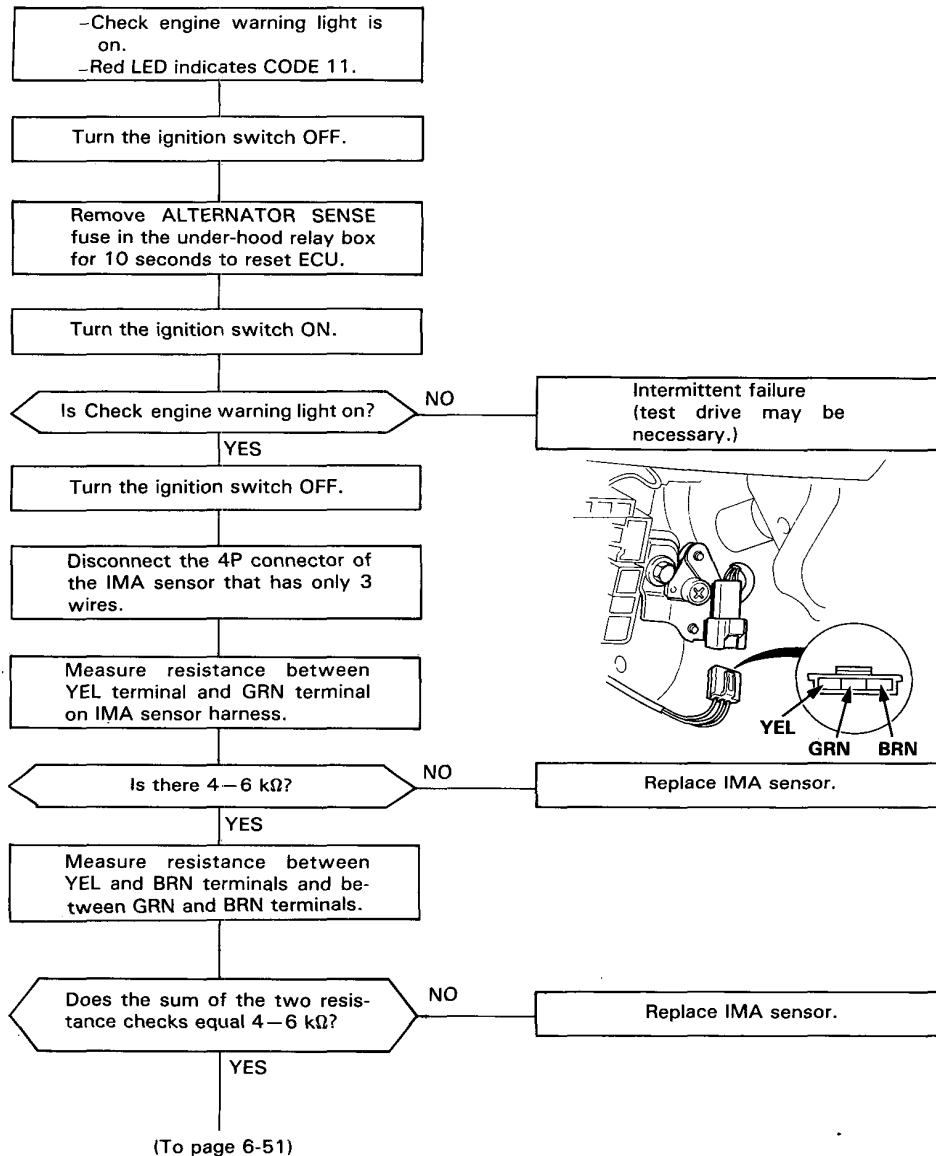 -Check engine warning light is
on.
-Red LED indicates CODE 11.
Turn the ignition switch OFF.
Remove ALTERNATOR SENSE
fuse in the under-hood relay box
for 10 seconds to reset ECU.
Turn the ignition switch ON.
Is Check engine warning light on?
NO
Intermittent failure
(test drive may be
necessary.)
YES
Turn the ignition switch OFF.
Disconnect the 4P connector of
the IMA sensor that has only 3
wires.
Measure resistance between
YEL terminal and GRN terminal
on IMA sensor harness.
YEL
GRN
BRN
Is there 4—6 kΩ?
NO
Replace IMA sensor.
YES
Measure resistance between
YEL and BRN terminals and be-
tween GRN and BRN terminals.
Does the sum of the two resis-
tance checks equal 4—6 kΩ?
NO
Replace IMA sensor.
YES
(To page 6-51)